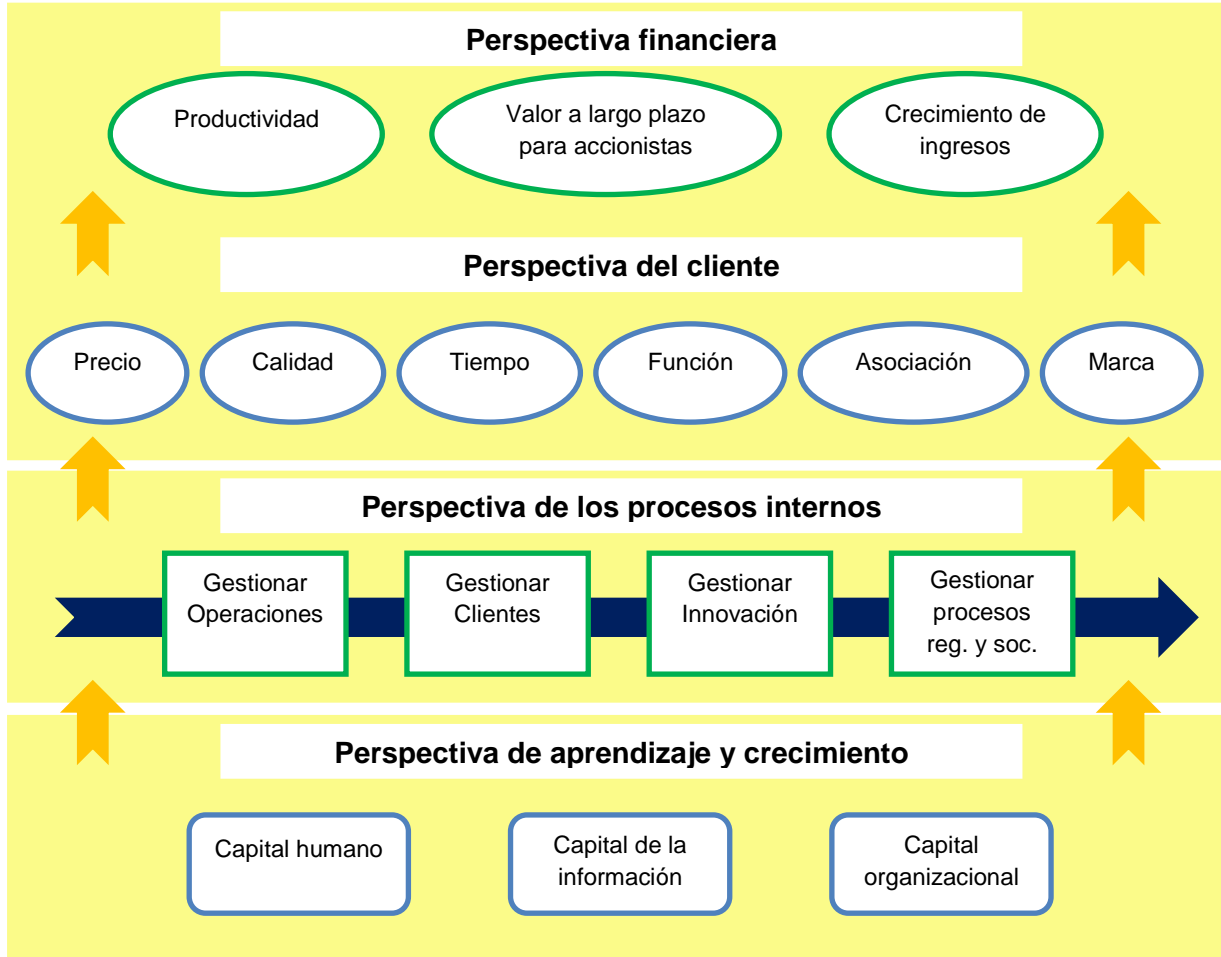 Perspectiva financiera
Productividad
Valor a largo plazo
para accionistas
Crecimiento de
ingresos
Perspectiva del cliente
Precio
Calidad
Tiempo
Función
Asociación
Marca
Perspectiva de los procesos internos
Gestionar
Operaciones
Gestionar
Clientes
Gestionar
Innovación
Gestionar
procesos
reg. y soc.
Perspectiva de aprendizaje y crecimiento
Capital humano
Capital de la
información
Capital
organizacional